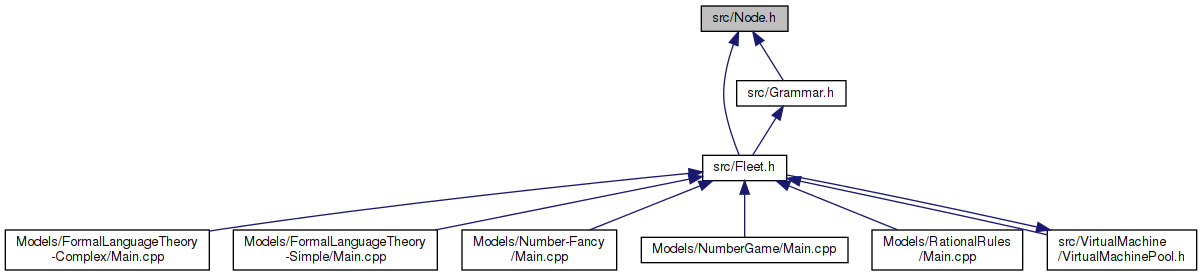 src/Node.h
src/Grammar.h
src/Fleet.h
Models/FormalLanguageTheory
-Complex/Main.cpp
Models/FormalLanguageTheory
-Simple/Main.cpp
Models/Number-Fancy
/Main.cpp
Models/NumberGame/Main.cpp
Models/RationalRules
/Main.cpp
src/VirtualMachine
/VirtualMachinePool.h